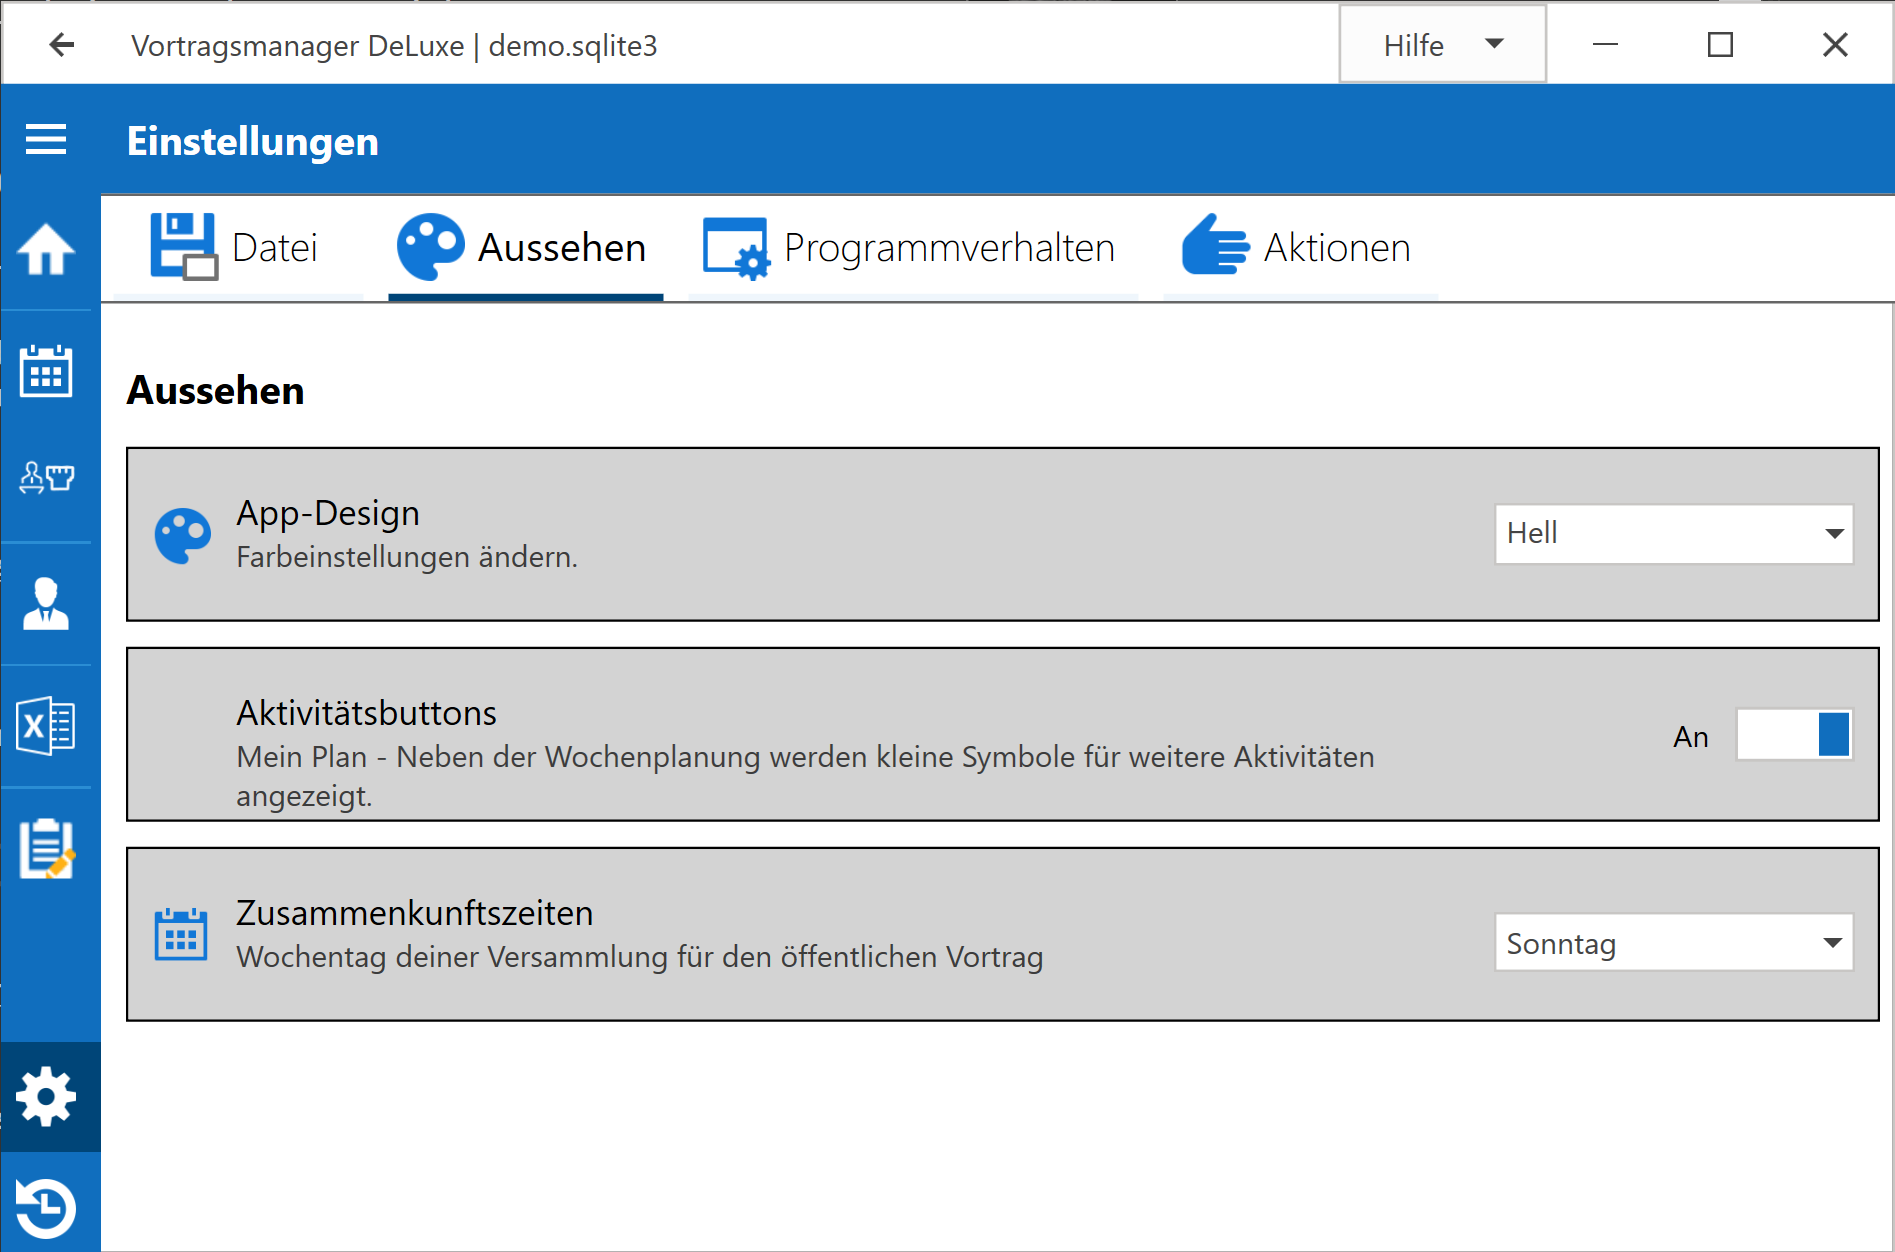 Vortragsmanager DeLuxe | demo.sqlite3
Hilfe
Einstellungen
Datei
Aussehen
Programmverhalten
Aktionen
Aussehen
App-Design
Farbeinstellungen ändern.
Hell
Aktivitätsbuttons
Mein Plan - Neben der Wochenplanung werden kleine Symbole für weitere Aktivitäten
angezeigt.
An
Zusammenkunftszeiten
Wochentag deiner Versammlung für den öffentlichen Vortrag
Sonntag